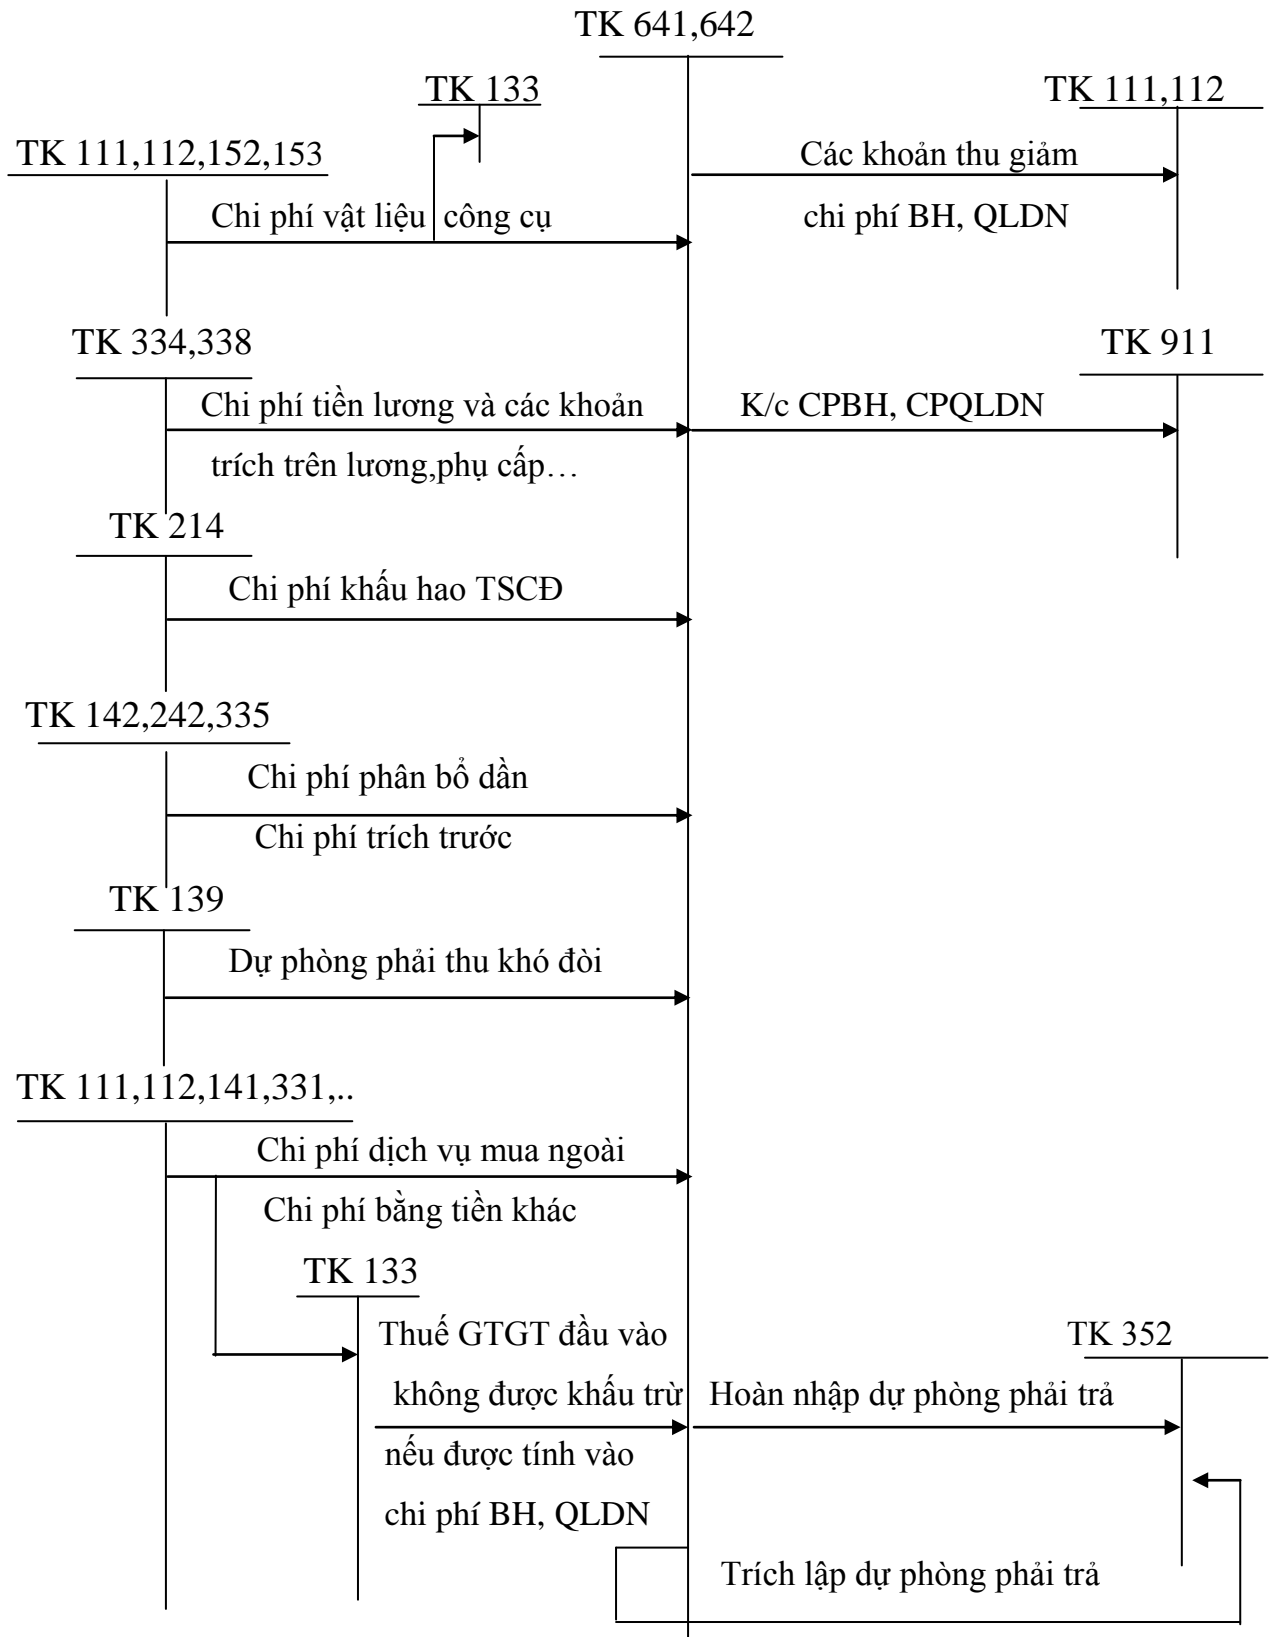 TK 641,642
TK 133
TK 111,112
TK 111,112,152,153
Các khoản thu giảm
Chi phí vật liệu công cụ
chi phí BH, QLDN
TK 334,338
TK 911
Chi phí tiền lương và các khoản
K/c CPBH, CPQLDN
trích trên lương,phụ cấp…
TK 214
Chi phí khấu hao TSCĐ
TK 142,242,335
Chi phí phân bổ dần
Chi phí trích trước
TK 139
Dự phòng phải thu khó đòi
TK 111,112,141,331,..
Chi phí dịch vụ mua ngoài
Chi phí bằng tiền khác
TK 133
Thuế GTGT đầu vào
TK 352
không được khấu trừ
Hoàn nhập dự phòng phải trả
nếu được tính vào
chi phí BH, QLDN
Trích lập dự phòng phải trả